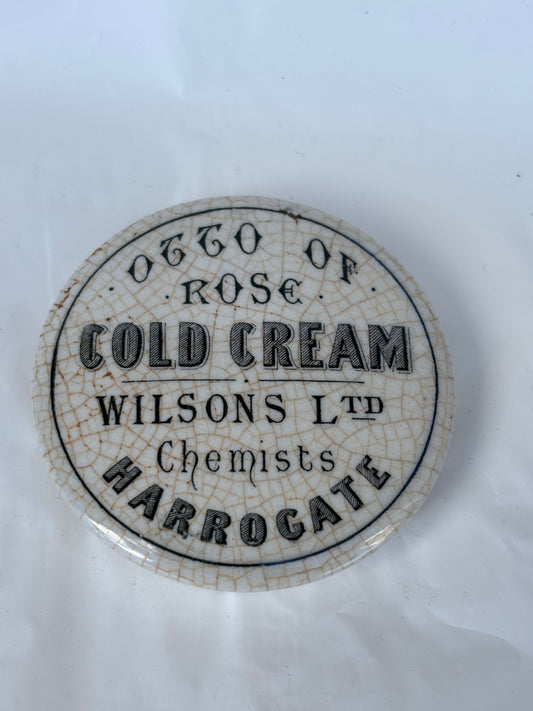 · OTTO OF ·
· ROSE ·
COLD CREAM
WILSONS LTD
Chemists
HARROGATE